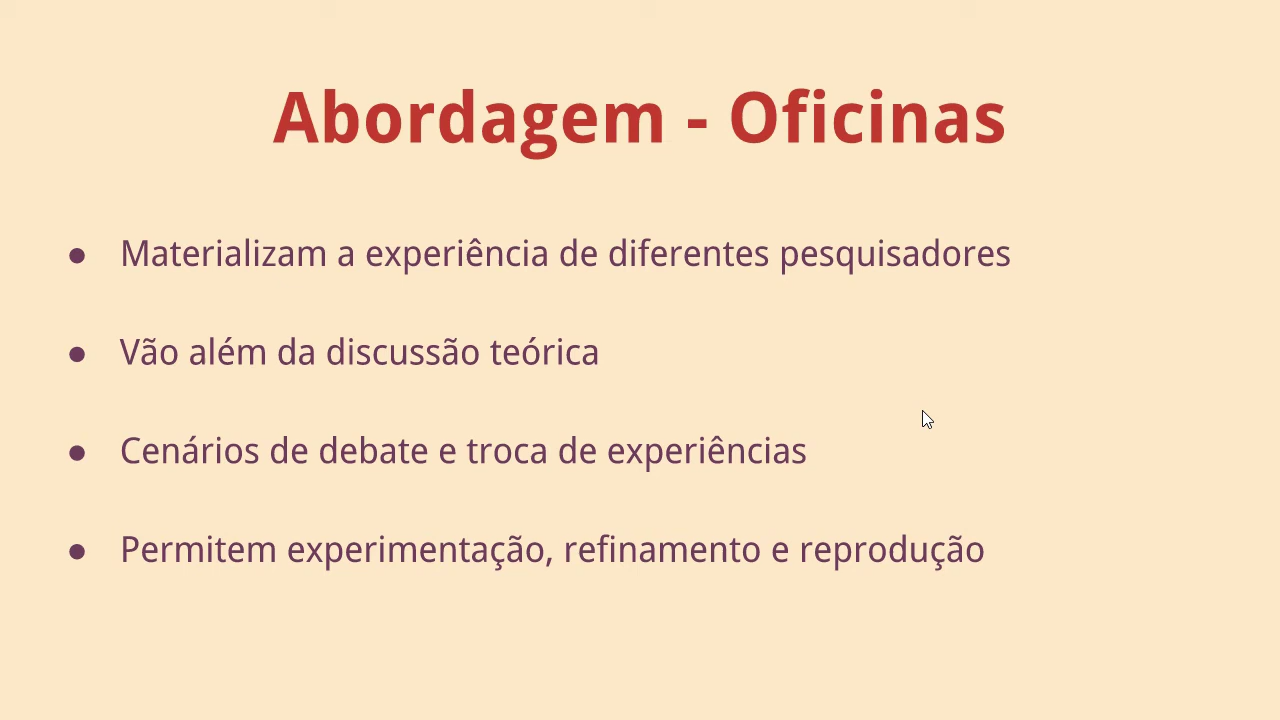 Abordagem - Oficinas
● Materializam a experiência de diferentes pesquisadores
● Vão além da discussão teórica
● Cenários de debate e troca de experiências
● Permitem experimentação, refinamento e reprodução